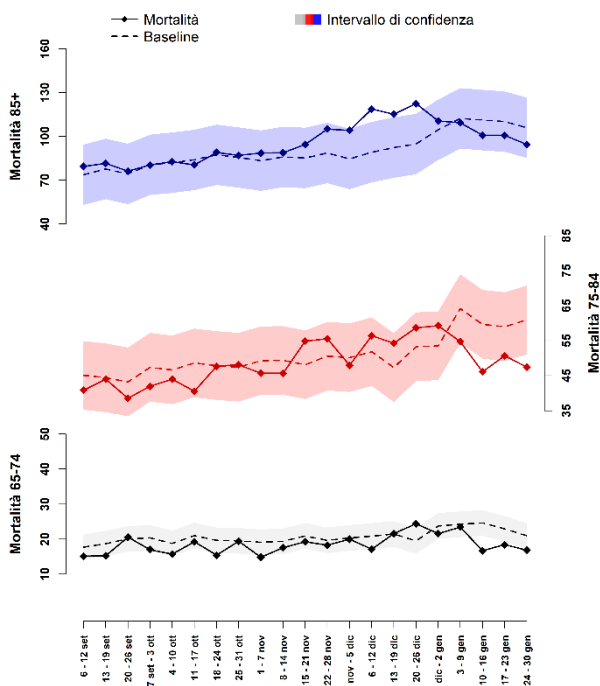 Mortalità
Baseline
Intervallo di confidenza
Mortalità 85+
160
130
100
70
40
Mortalità 75-84
85
75
65
55
45
35
Mortalità 65-74
50
40
30
20
10
6 - 12 set
13 - 19 set
20 - 26 set
7 set - 3 ott
4 - 10 ott
11 - 17 ott
18 - 24 ott
25 - 31 ott
1 - 7 nov
8 - 14 nov
15 - 21 nov
22 - 28 nov
nov - 5 dic
6 - 12 dic
13 - 19 dic
20 - 26 dic
dic - 2 gen
3 - 9 gen
10 - 16 gen
17 - 23 gen
24 - 30 gen